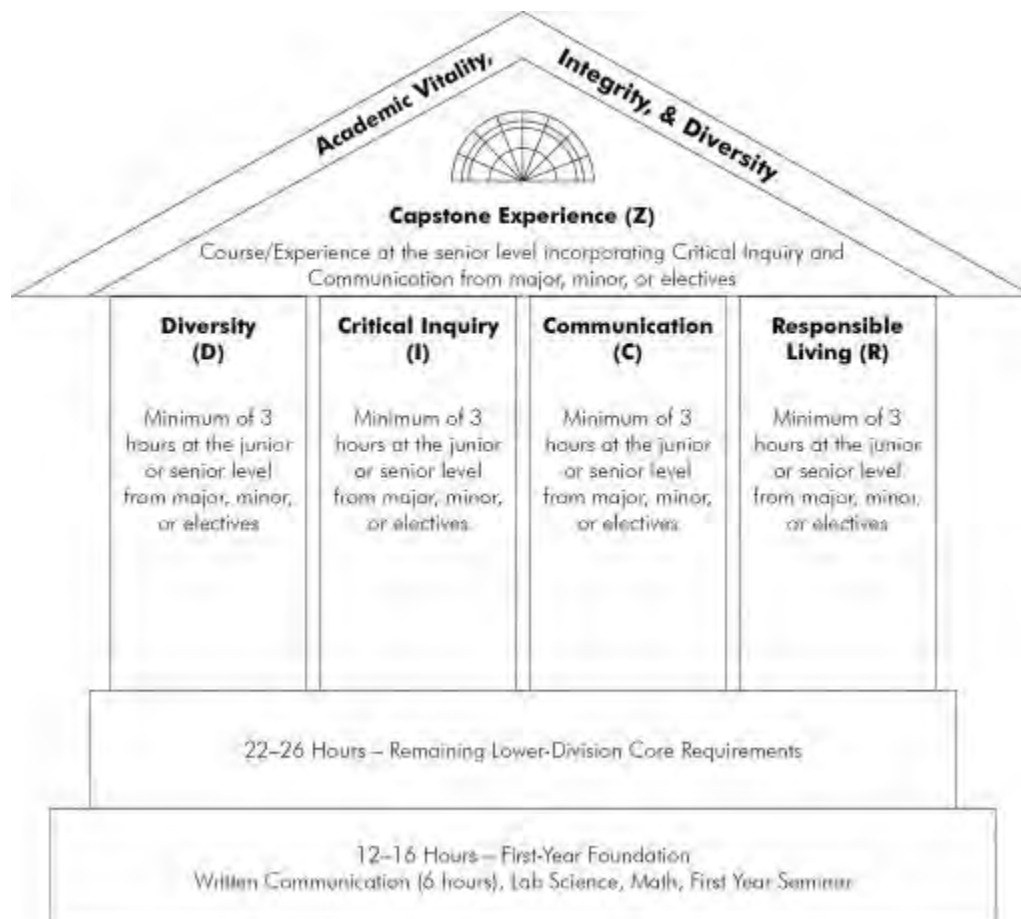 Academic Vitality,
Integrity, & Diversity
Capstone Experience (Z)
Course/Experience at the senior level incorporating Critical Inquiry and
Communication from major, minor, or electives
Diversity
(D)
Minimum of 3
hours at the junior
or senior level
from major, minor,
or electives
Critical Inquiry
(I)
Minimum of 3
hours at the junior
or senior level
from major, minor,
or electives
Communication
(C)
Minimum of 3
hours at the junior
or senior level
from major, minor,
or electives
Responsible
Living (R)
Minimum of 3
hours at the junior
or senior level
from major, minor,
or electives
22–26 Hours – Remaining Lower-Division Core Requirements
12–16 Hours – First-Year Foundation
Written Communication (6 hours), Lab Science, Math, First Year Seminar